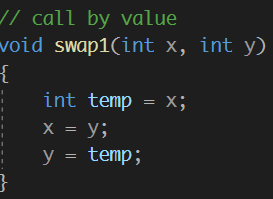 // call by value
void swap1(int x, int y)
{
    int temp = x;
    x = y;
    y = temp;
}